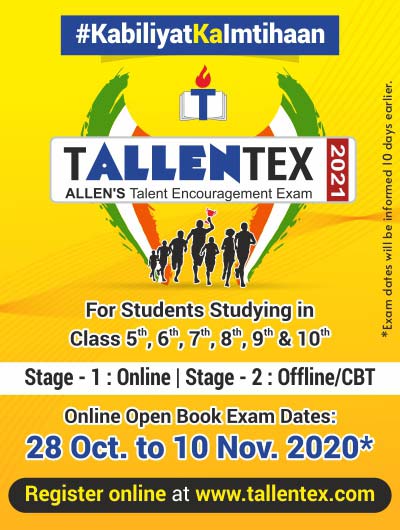 #KabiliyatKaImtihaan
T
TALLENTEX
2021
ALLEN'S Talent Encouragement Exam
For Students Studying in
Class 5th, 6th, 7th, 8th, 9th & 10th
Stage - 1 : Online | Stage - 2 : Offline/CBT
Online Open Book Exam Dates:
28 Oct. to 10 Nov. 2020*
Register online at www.tallentex.com
*Exam dates will be informed 10 days earlier.